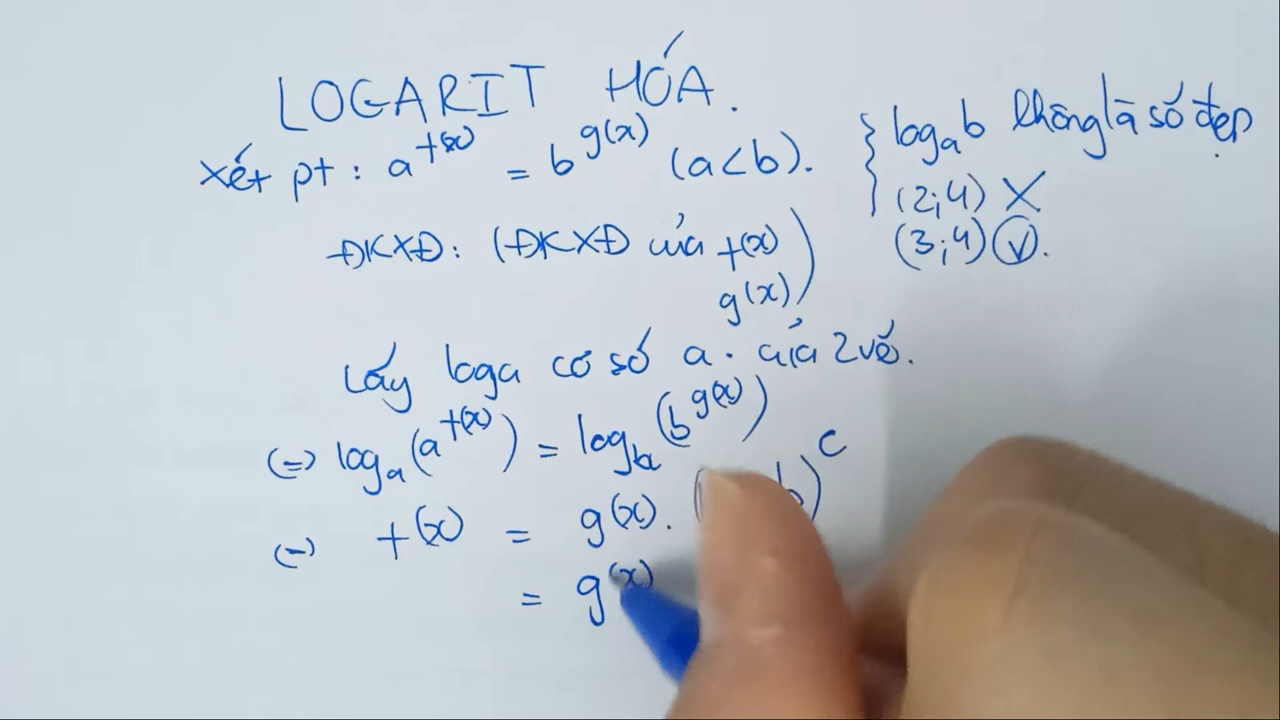 LOGARIT HÓA.
Xét pt: a^f(x) = b^g(x) (a<b).
ĐKXĐ: (ĐKXĐ của f(x)
g(x))
Lấy loga cơ số a. của 2 vế.
(=) log_a(a^f(x)) = log_b(b^g(x))
(=) f(x) = g(x). b) C
= g(x)
{ log_a b không là số đẹp
(2;4) X
(3;4) V.